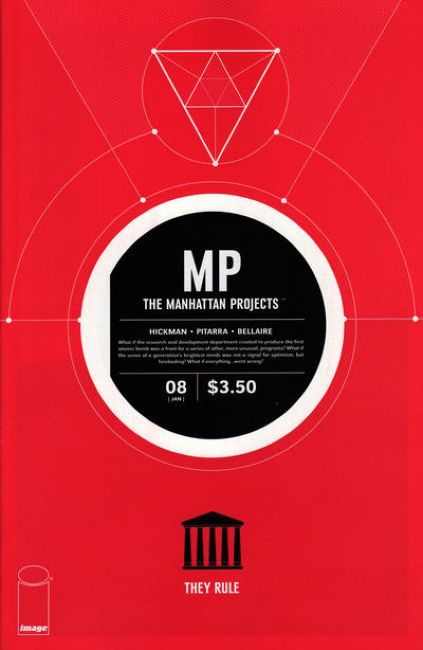 MP
THE MANHATTAN PROJECTS™
HICKMAN • PITARRA • BELLAIRE
What if the research and development department created to produce the first
atomic bomb was a front for a series of other, more unusual, programs? What if
the union of a generation's brightest minds was not a signal for optimism, but
foreboding? What if everything...went wrong?
08
| JAN |
$3.50
THEY RULE
image